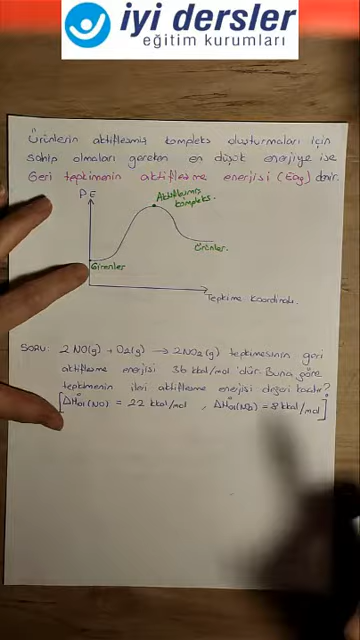 iyi dersler
eğitim kurumları
Ürünlerin aktifleşmiş kompleks oluşturmaları için
sahip olmaları gereken en düşük enerjiye ise
Geri tepkimenin aktifleşme enerjisi (Eag) denir.
P.E
Aktifleşmiş
kompleks.
Ürünler.
Girenler
Tepkime koordinatı.
SORU: 2NO(g) + O2(g) → 2NO2(g) tepkimesinin geri
aktifleşme enerjisi 36 kkal/mol 'dür. Buna göre
tepkimenin ileri aktifleşme enerjisi değeri kaçtır?
[ΔH°ol(NO) = 22 kkal/mol , ΔH°ol(NO2) = 8 kkal/mol]